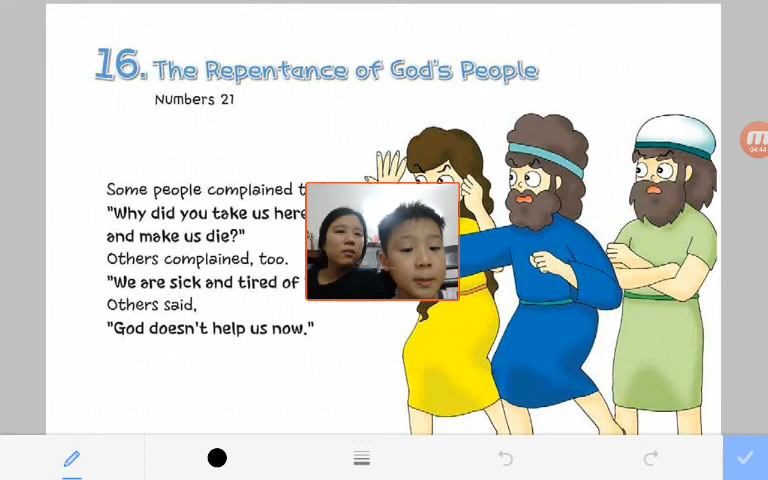 16. The Repentance of God's People
Numbers 21
Some people complained
"Why did you take us here
and make us die?"
Others complained, too.
"We are sick and tired of
Others said,
"God doesn't help us now."
04:44